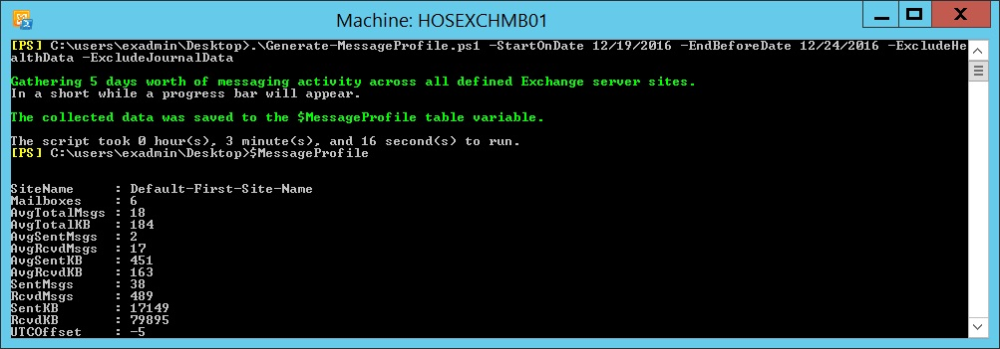 Machine: HOSEXCHMB01
[PS] C:\users\exadmin\Desktop>.\Generate-MessageProfile.ps1 -StartOnDate 12/19/2016 -EndBeforeDate 12/24/2016 -ExcludeHe
althData -ExcludeJournalData
Gathering 5 days worth of messaging activity across all defined Exchange server sites.
In a short while a progress bar will appear.
The collected data was saved to the $MessageProfile table variable.
The script took 0 hour(s), 3 minute(s), and 16 second(s) to run.
[PS] C:\users\exadmin\Desktop>$MessageProfile
SiteName     : Default-First-Site-Name
Mailboxes    : 6
AvgTotalMsgs : 18
AvgTotalKB   : 184
AvgSentMsgs  : 2
AvgRcvdMsgs  : 17
AvgSentKB    : 451
AvgRcvdKB    : 163
SentMsgs     : 38
RcvdMsgs     : 489
SentKB       : 17149
RcvdKB       : 79895
UTCOffset    : -5